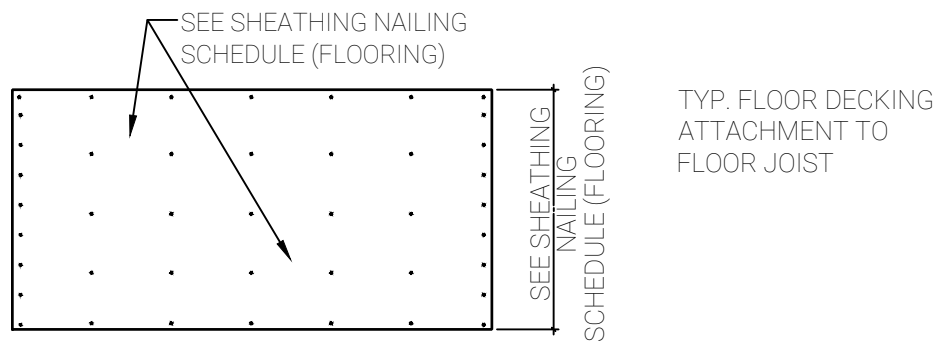 SEE SHEATHING NAILING
SCHEDULE (FLOORING)
SEE SHEATHING
NAILING
SCHEDULE (FLOORING)
TYP. FLOOR DECKING
ATTACHMENT TO
FLOOR JOIST